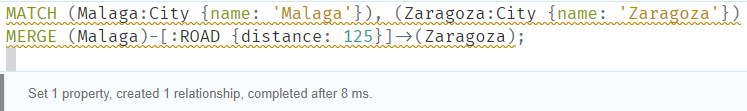 MATCH (Malaga:City {name: 'Malaga'}), (Zaragoza:City {name: 'Zaragoza'})
MERGE (Malaga)-[:ROAD {distance: 125}]->(Zaragoza);
Set 1 property, created 1 relationship, completed after 8 ms.